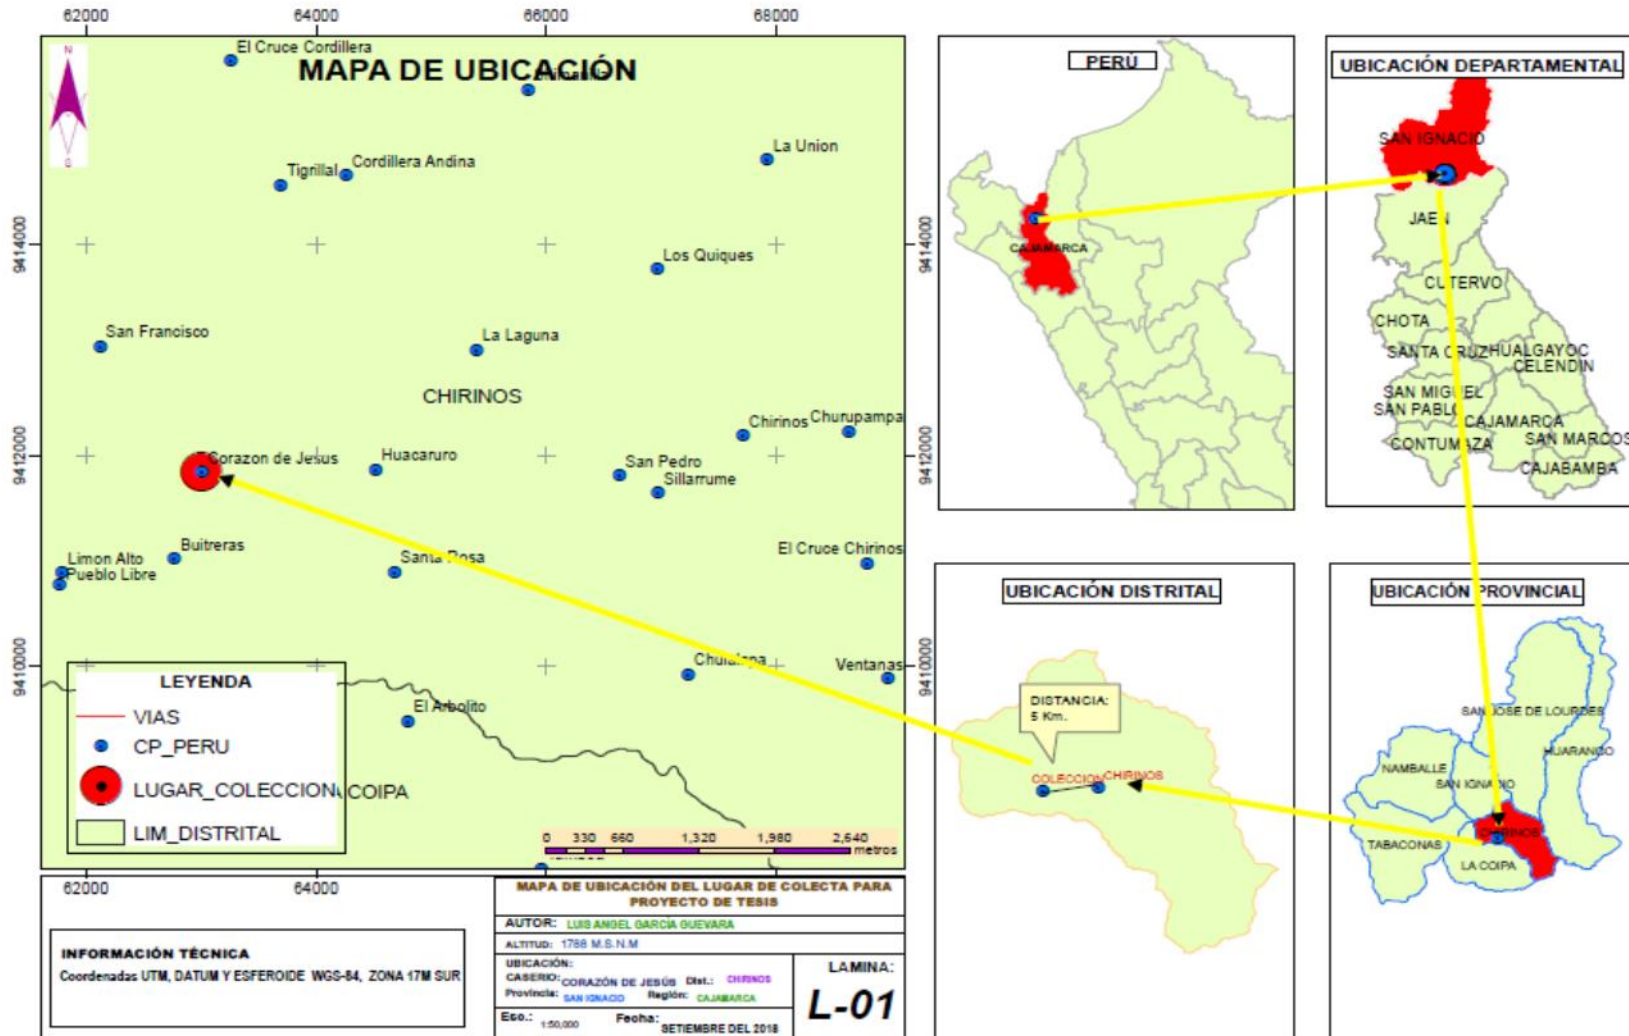 62000
64000
66000
68000
N
MAPA DE UBICACIÓN
El Cruce Cordillera
La Union
Tigrillal
Cordillera Andina
9414000
9414000
Los Quiques
San Francisco
La Laguna
CHIRINOS
Chirinos
Churupampa
9412000
9412000
Corazon de Jesus
Huacaruro
San Pedro
Sillarrume
Limon Alto
Pueblo Libre
Buitreras
Santa Rosa
El Cruce Chirinos
9410000
9410000
Ventanas
El Arbolito
LEYENDA
VIAS
CP_PERU
LUGAR_COLECCION
COIPA
LIM_DISTRITAL
0 330 660 1,320 1,980 2,640
metros
62000
64000
PERÚ
CAJAMARCA
UBICACIÓN DEPARTAMENTAL
SAN IGNACIO
JAEN
CUTERVO
CHOTA
SANTA CRUZ
HUALGAYOC
CELENDIN
SAN MIGUEL
SAN PABLO
CAJAMARCA
CONTUMAZA
SAN MARCOS
CAJABAMBA
UBICACIÓN DISTRITAL
DISTANCIA:
5 Km.
COLECCION
CHIRINOS
UBICACIÓN PROVINCIAL
SAN JOSE DE LOURDES
HUARANGO
NAMBALLE
SAN IGNACIO
CHIRINOS
TABACONAS
LA COIPA
INFORMACIÓN TÉCNICA
Coordenadas UTM, DATUM Y ESFEROIDE WGS-84, ZONA 17M SUR
MAPA DE UBICACIÓN DEL LUGAR DE COLECTA PARA
PROYECTO DE TESIS
AUTOR: LUIS ANGEL GARCÍA GUEVARA
ALTITUD: 1788 M.S.N.M
UBICACIÓN:
CASERIO: CORAZÓN DE JESÚS Dist.: CHIRINOS
Provincia: SAN IGNACIO Región: CAJAMARCA
Esc.: 1:50,000 Fecha: SETIEMBRE DEL 2018
LAMINA:
L-01